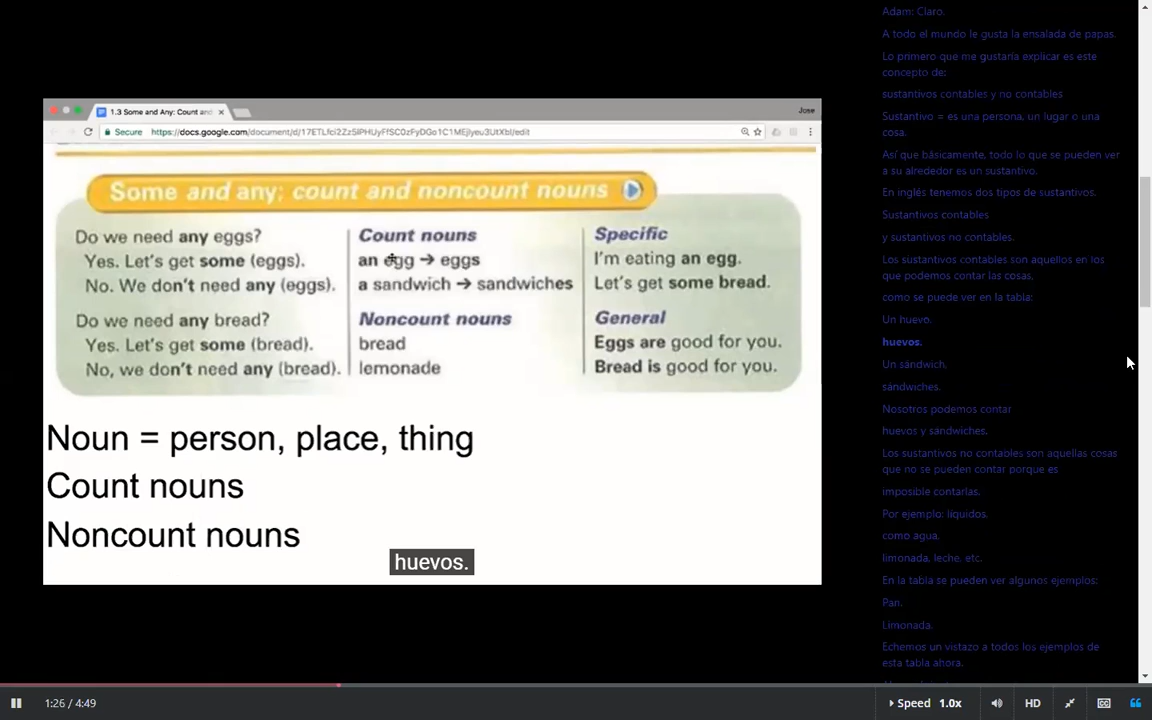 1.3 Some and Any: Count and
Jose
Secure
https://docs.google.com/document/d/
/edit
Some and any; count and noncount nouns
Do we need any eggs?
Yes. Let's get some (eggs).
No. We don't need any (eggs).
Do we need any bread?
Yes. Let's get some (bread).
No, we don't need any (bread).
Count nouns
an egg → eggs
a sandwich → sandwiches
Noncount nouns
bread
lemonade
Specific
I'm eating an egg.
Let's get some bread.
General
Eggs are good for you.
Bread is good for you.
Noun = person, place, thing
Count nouns
Noncount nouns
huevos.
Adam: Claro.
A todo el mundo le gusta la ensalada de papas.
Lo primero que me gustaría explicar es este
concepto de:
sustantivos contables y no contables
Sustantivo = es una persona, un lugar o una
cosa.
Así que básicamente, todo lo que se pueden ver
a su alrededor es un sustantivo.
En inglés tenemos dos tipos de sustantivos.
Sustantivos contables
y sustantivos no contables.
Los sustantivos contables son aquellos en los
que podemos contar las cosas,
como se puede ver en la tabla:
Un huevo.
huevos.
Un sándwich,
sándwiches.
Nosotros podemos contar
huevos y sandwiches.
Los sustantivos no contables son aquellas cosas
que no se pueden contar porque es
imposible contarlas.
Por ejemplo: líquidos.
como agua,
limonada, leche, etc.
En la tabla se pueden ver algunos ejemplos:
Pan.
Limonada.
Echemos un vistazo a todos los ejemplos de
esta tabla ahora.
1:26 / 4:49
Speed 1.0x
HD